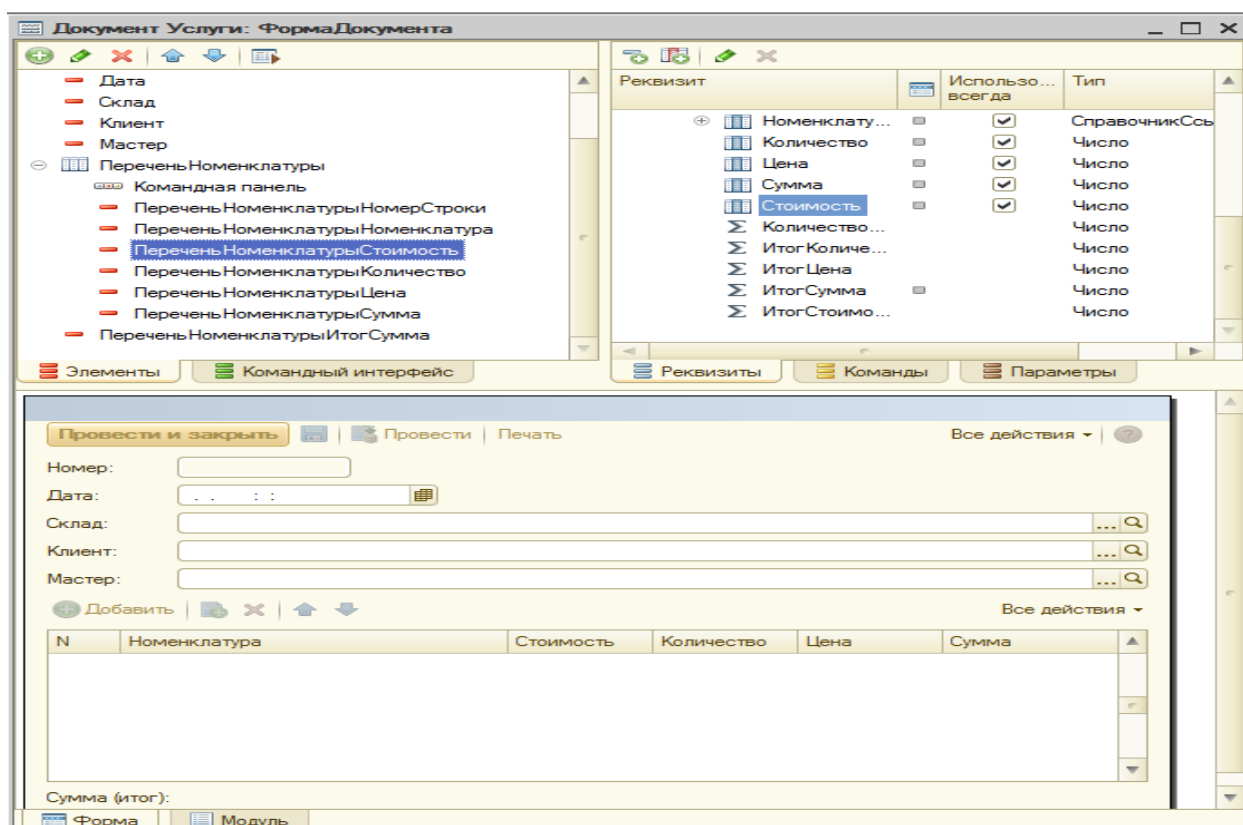 Документ Услуги: ФормаДокумента
Дата
Склад
Клиент
Мастер
ПереченьНоменклатуры
Командная панель
ПереченьНоменклатурыНомерСтроки
ПереченьНоменклатурыНоменклатура
ПереченьНоменклатурыСтоимость
ПереченьНоменклатурыКоличество
ПереченьНоменклатурыЦена
ПереченьНоменклатурыСумма
ПереченьНоменклатурыИтогСумма
Элементы Командный интерфейс
Реквизит Использо... Тип
всегда
Номенклату... СправочникСсы
Количество Число
Цена Число
Сумма Число
Стоимость Число
Количество... Число
ИтогКоличе... Число
ИтогЦена Число
ИтогСумма Число
ИтогСтоимо... Число
Реквизиты Команды Параметры
Провести и закрыть Провести Печать Все действия
Номер:
Дата: . . : :
Склад: ...
Клиент: ...
Мастер: ...
Добавить Все действия
N Номенклатура Стоимость Количество Цена Сумма
Сумма (итог):
Форма Модуль